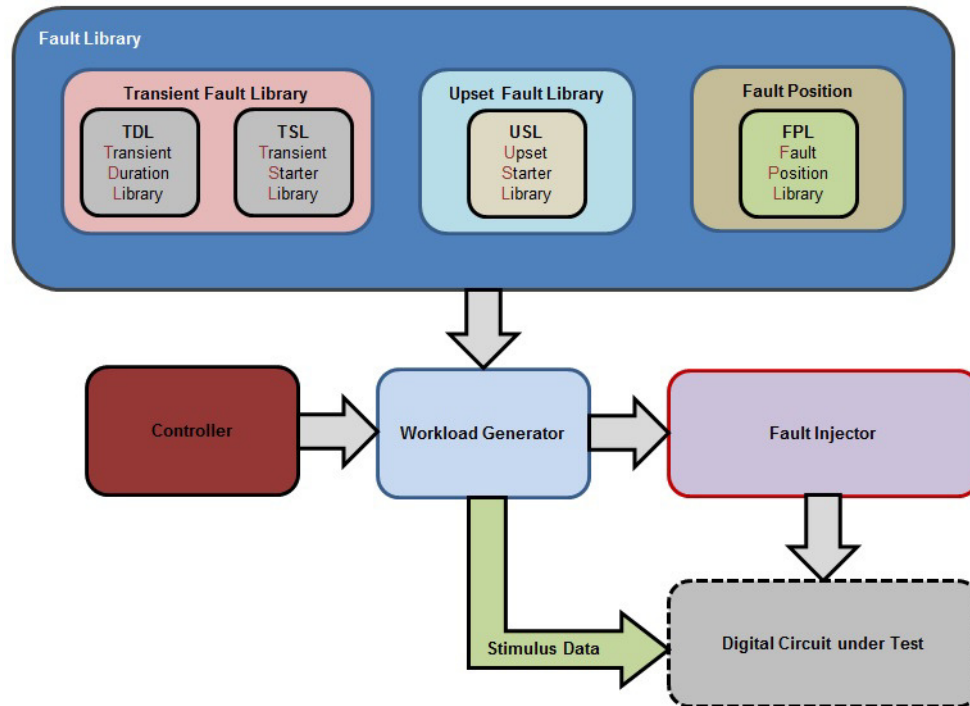 Fault Library
Transient Fault Library
TDL
Transient
Duration
Library
TSL
Transient
Starter
Library
Upset Fault Library
USL
Upset
Starter
Library
Fault Position
FPL
Fault
Position
Library
Controller
Workload Generator
Fault Injector
Stimulus Data
Digital Circuit under Test